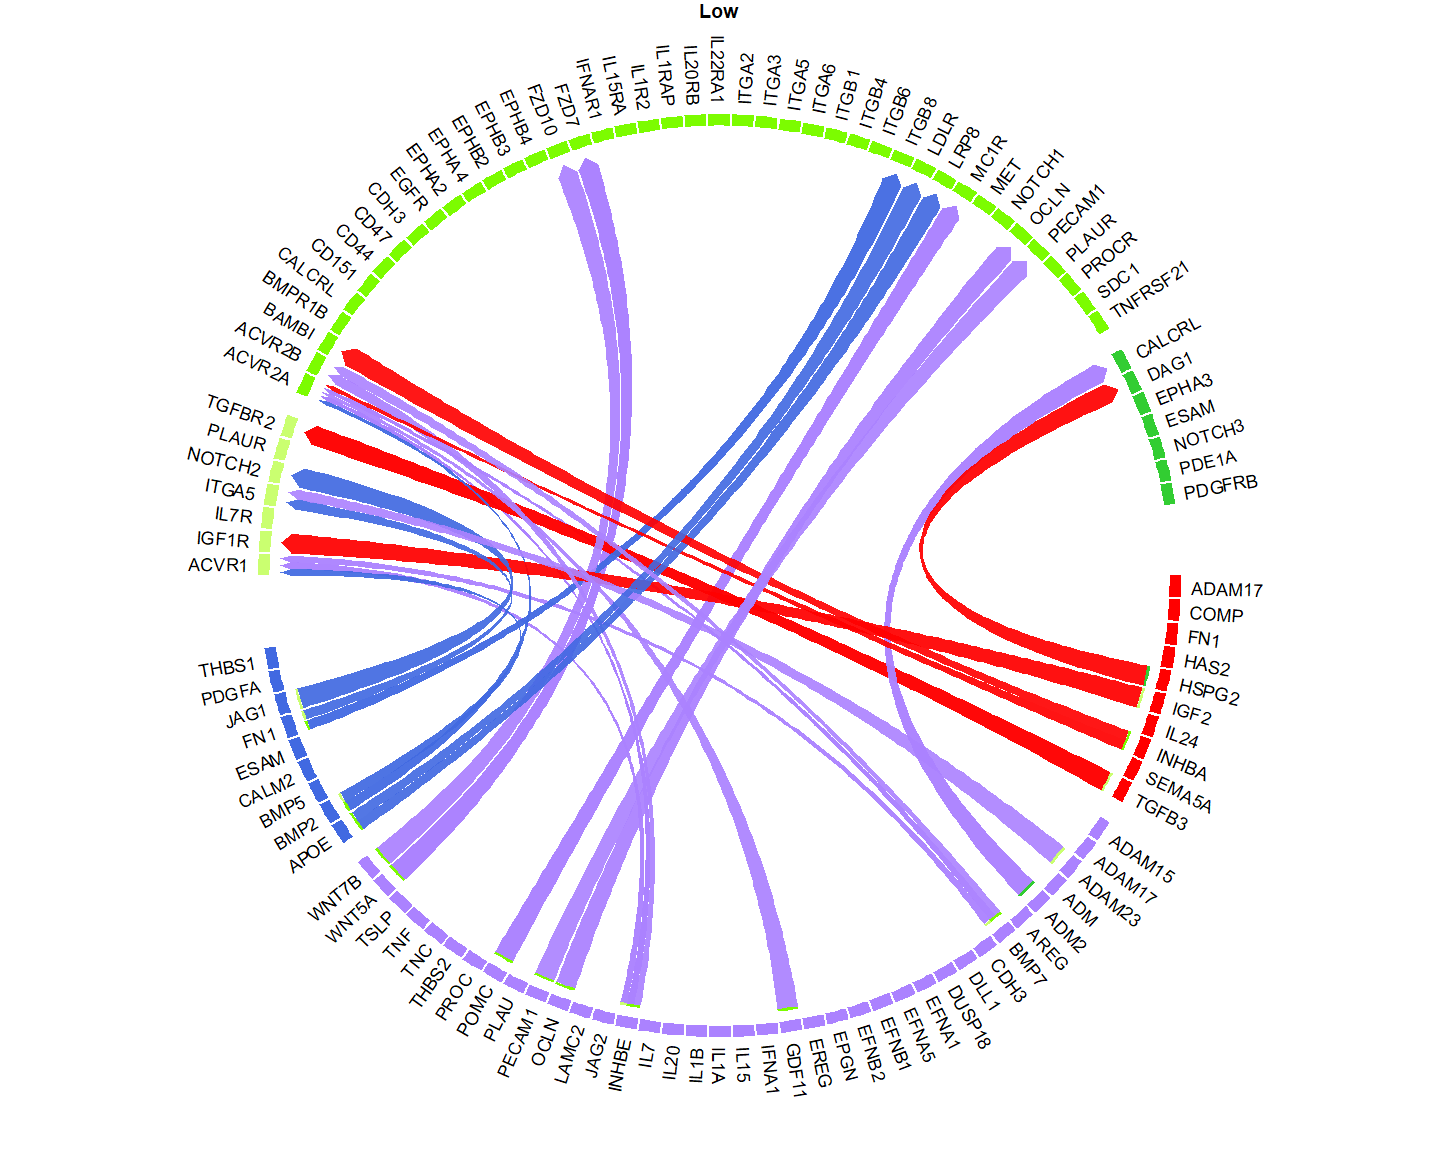 Low
ACVR2A
ACVR2B
BAMBI
BMPR1B
CALCRL
CD151
CD44
CD47
CDH3
EGFR
EPHA2
EPHA4
EPHB2
EPHB3
EPHB4
FZD10
FZD7
IFNAR1
IL15RA
IL1R2
IL1RAP
IL20RB
IL22RA1
ITGA2
ITGA3
ITGA5
ITGA6
ITGB1
ITGB4
ITGB6
ITGB8
LDLR
LRP8
MC1R
MET
NOTCH1
OCLN
PECAM1
PLAUR
PROCR
SDC1
TNFRSF21
CALCRL
DAG1
EPHA3
ESAM
NOTCH3
PDE1A
PDGFRB
ADAM17
COMP
FN1
HAS2
HSPG2
IGF2
IL24
INHBA
SEMA5A
TGFB3
ADAM15
ADAM17
ADAM23
ADM
ADM2
AREG
BMP7
CDH3
DLL1
DUSP18
EFNA1
EFNA5
EFNB1
EFNB2
EPGN
EREG
GDF11
IFNA1
IL15
IL1A
IL1B
IL20
IL7
INHBE
JAG2
LAMC2
OCLN
PECAM1
PLAU
POMC
PROC
THBS2
TNC
TNF
TSLP
WNT5A
WNT7B
APOE
BMP2
BMP5
CALM2
ESAM
FN1
JAG1
PDGFA
THBS1
ACVR1
IGF1R
IL7R
ITGA5
NOTCH2
PLAUR
TGFBR2